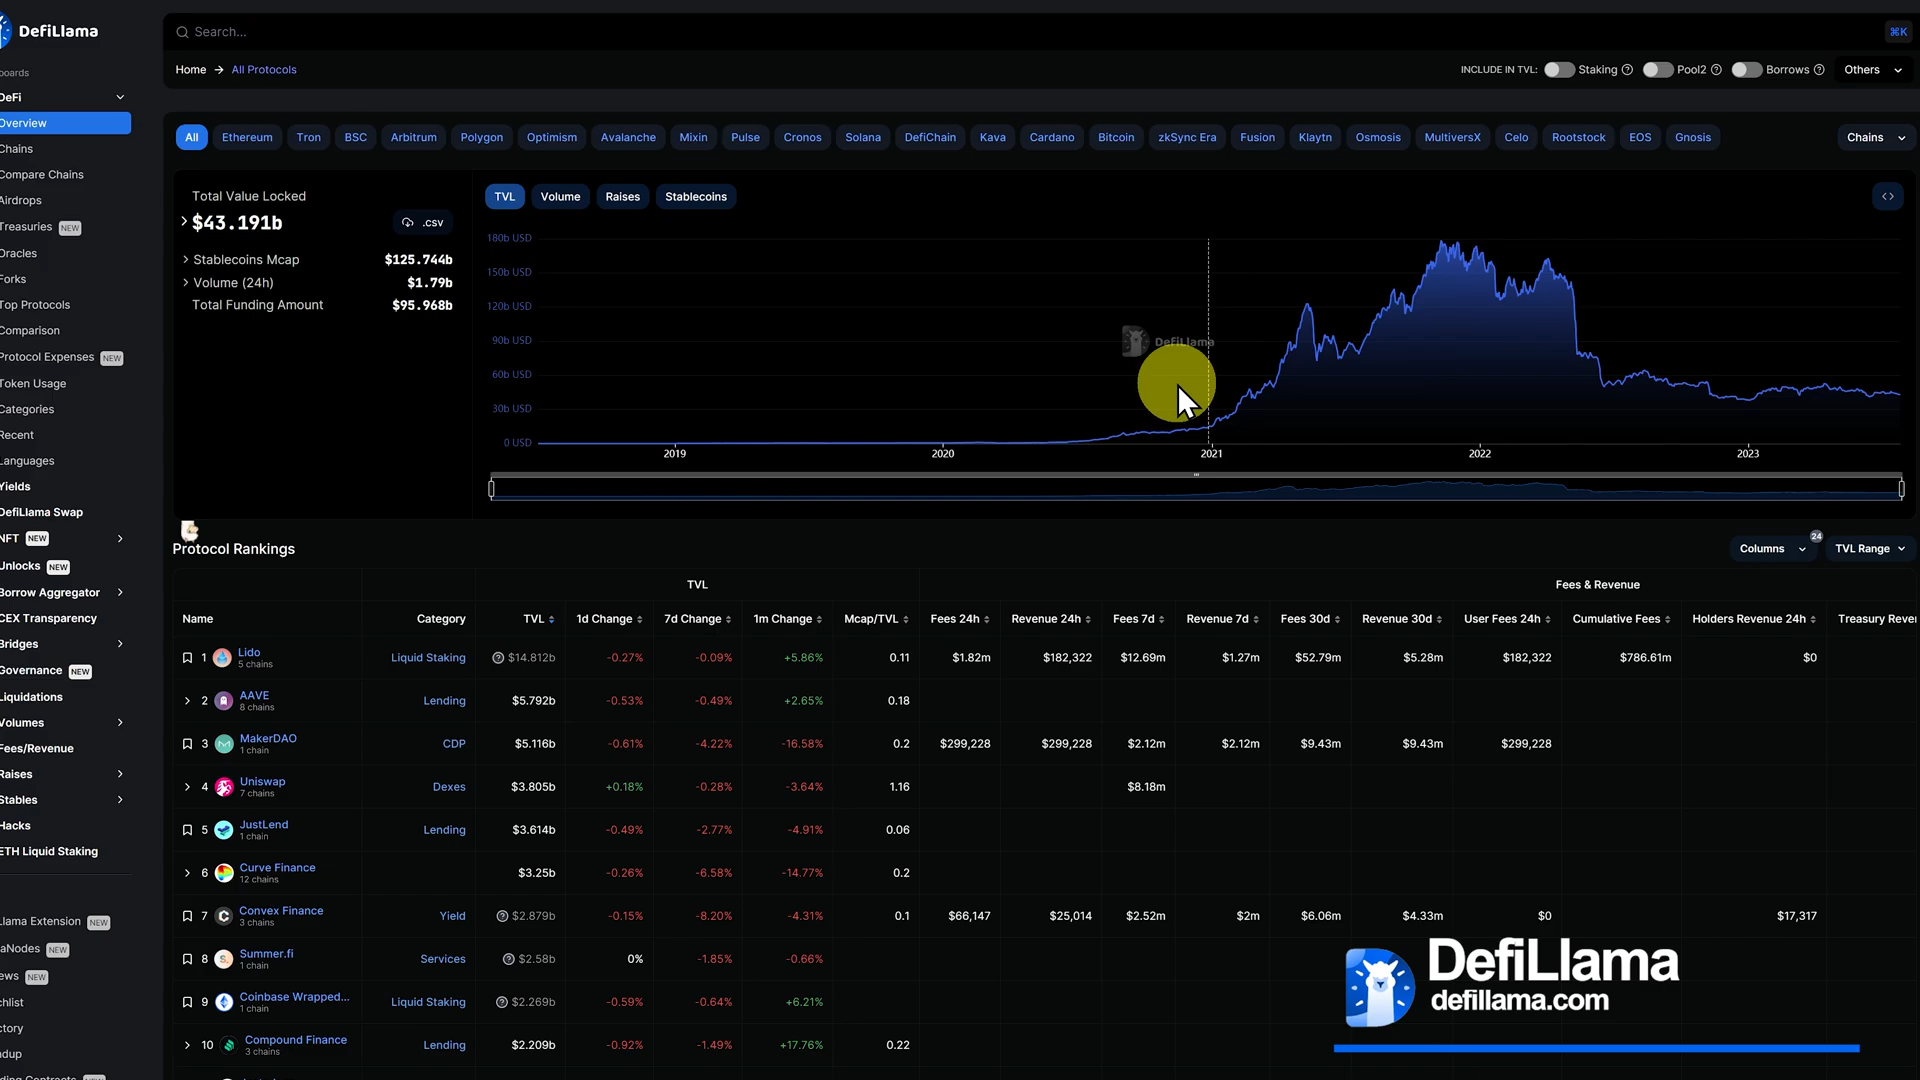 DefiLlama
Search...
⌘K
Home → All Protocols
INCLUDE IN TVL: Staking Pool2 Borrows Others
boards
DeFi
Overview
Chains
Compare Chains
Airdrops
Treasuries NEW
Oracles
Forks
Top Protocols
Comparison
Protocol Expenses NEW
Token Usage
Categories
Recent
Languages
Yields
DefiLlama Swap
NFT NEW
Unlocks NEW
Borrow Aggregator
CEX Transparency
Bridges
Governance NEW
Liquidations
Volumes
Fees/Revenue
Raises
Stables
Hacks
ETH Liquid Staking
Llama Extension NEW
aNodes NEW
ews NEW
chlist
ctory
ndup
All Ethereum Tron BSC Arbitrum Polygon Optimism Avalanche Mixin Pulse Cronos Solana DefiChain Kava Cardano Bitcoin zkSync Era Fusion Klaytn Osmosis MultiversX Celo Rootstock EOS Gnosis Chains
Total Value Locked
$43.191b .csv
Stablecoins Mcap $125.744b
Volume (24h) $1.79b
Total Funding Amount $95.968b
TVL Volume Raises Stablecoins
180b USD
150b USD
120b USD
90b USD
60b USD
30b USD
0 USD
DefiLlama
2019 2020 2021 2022 2023
Protocol Rankings
Columns 24 TVL Range
TVL Fees & Revenue
Name Category TVL 1d Change 7d Change 1m Change Mcap/TVL Fees 24h Revenue 24h Fees 7d Revenue 7d Fees 30d Revenue 30d User Fees 24h Cumulative Fees Holders Revenue 24h Treasury Reve
1 Lido Liquid Staking $14.812b -0.27% -0.09% +5.86% 0.11 $1.82m $182,322 $12.69m $1.27m $52.79m $5.28m $182,322 $786.61m $0
5 chains
2 AAVE Lending $5.792b -0.53% -0.49% +2.65% 0.18
8 chains
3 MakerDAO CDP $5.116b -0.61% -4.22% -16.58% 0.2 $299,228 $299,228 $2.12m $2.12m $9.43m $9.43m $299,228
1 chain
4 Uniswap Dexes $3.805b +0.18% -0.28% -3.64% 1.16 $8.18m
7 chains
5 JustLend Lending $3.614b -0.49% -2.77% -4.91% 0.06
1 chain
6 Curve Finance $3.25b -0.26% -6.58% -14.77% 0.2
12 chains
7 Convex Finance Yield $2.879b -0.15% -8.20% -4.31% 0.1 $66,147 $25,014 $2.52m $2m $6.06m $4.33m $0 $17,317
3 chains
8 Summer.fi Services $2.58b 0% -1.85% -0.66%
1 chain
9 Coinbase Wrapped... Liquid Staking $2.269b -0.59% -0.64% +6.21%
1 chain
10 Compound Finance Lending $2.209b -0.92% -1.49% +17.76% 0.22
3 chains
DefiLlama
defillama.com